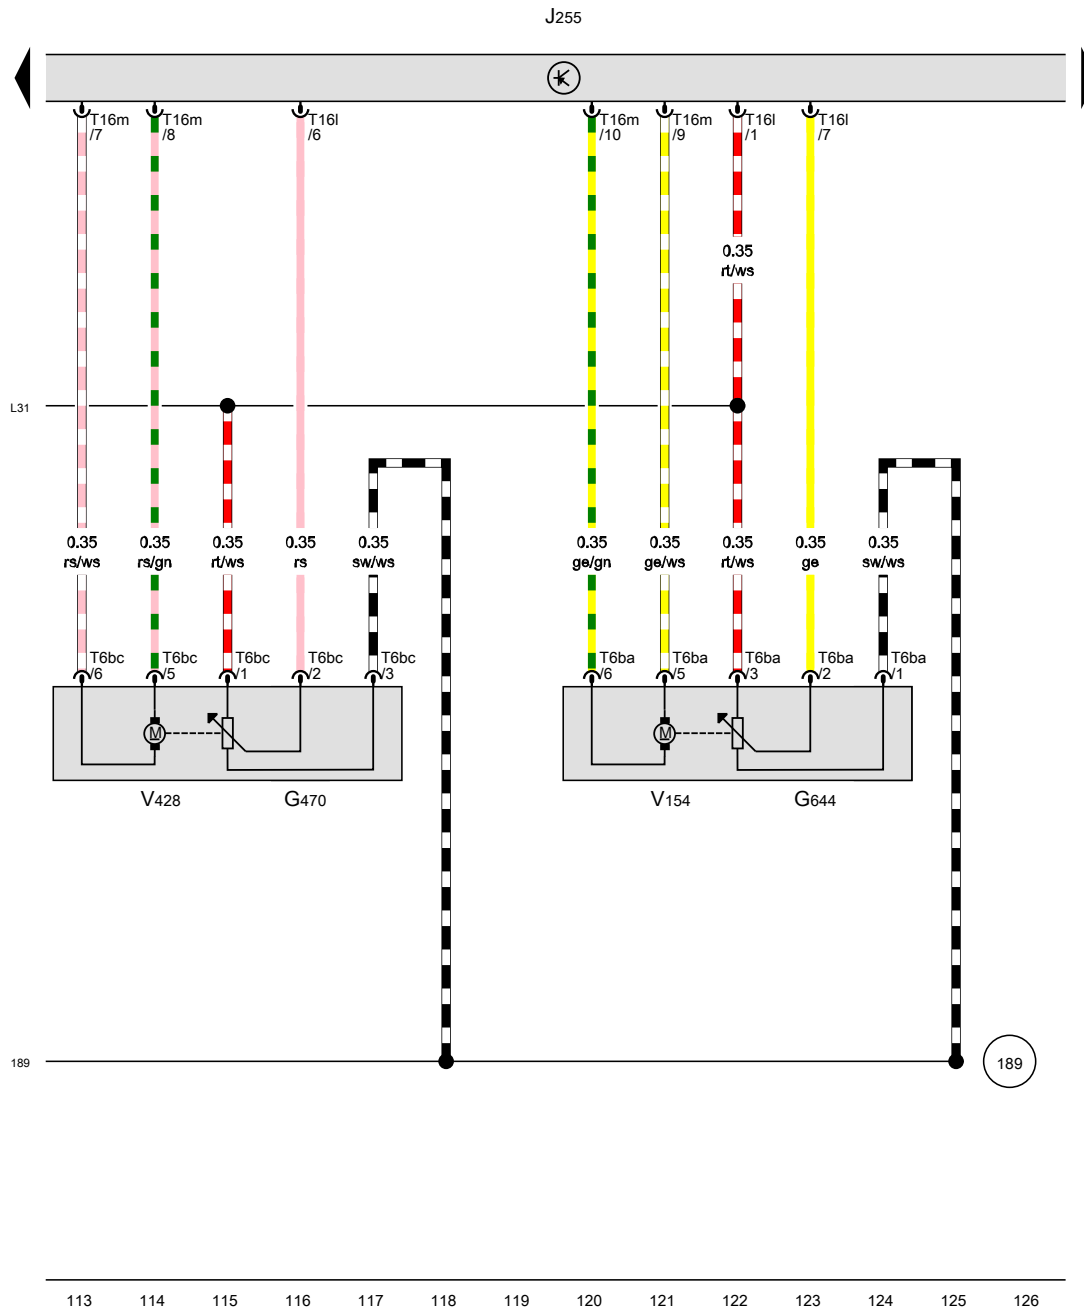 J255
T16m
/7
T16m
/8
T16l
/6
T16m
/10
T16m
/9
T16l
/1
T16l
/7
0.35
rt/ws
L31
0.35
rs/ws
0.35
rs/gn
0.35
rt/ws
0.35
rs
0.35
sw/ws
0.35
ge/gn
0.35
ge/ws
0.35
rt/ws
0.35
ge
0.35
sw/ws
T6bc
/6
T6bc
/5
T6bc
/1
T6bc
/2
T6bc
/3
T6ba
/6
T6ba
/5
T6ba
/3
T6ba
/2
T6ba
/1
M
M
V428
G470
V154
G644
189
189
113 114 115 116 117 118 119 120 121 122 123 124 125 126